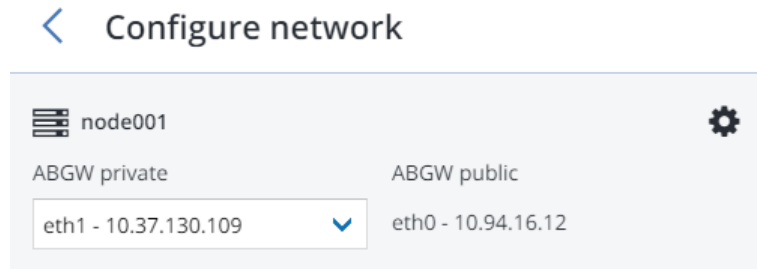 Configure network
node001
ABGW private
ABGW public
eth1 - 10.37.130.109
eth0 - 10.94.16.12